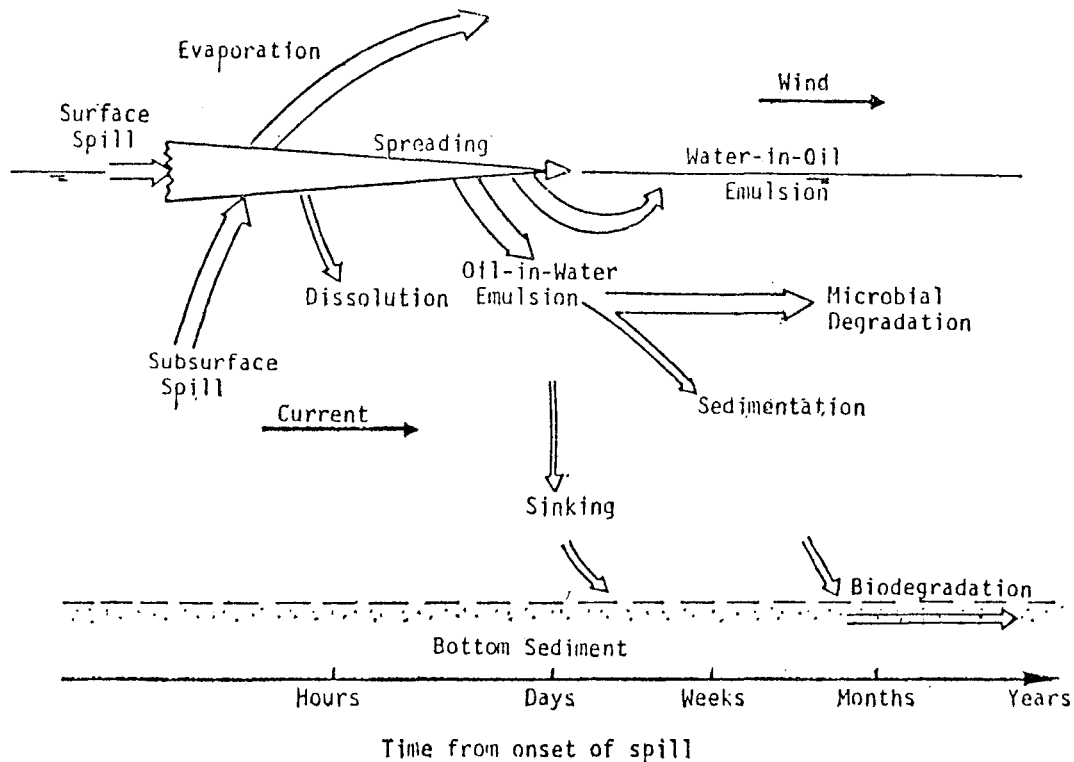 Evaporation
Wind
Surface
Spill
Spreading
Water-in-Oil
Emulsion
Oil-in-Water
Emulsion
Dissolution
Microbial
Degradation
Subsurface
Spill
Sedimentation
Current
Sinking
Biodegradation
Bottom Sediment
Hours
Days
Weeks
Months
Years
Time from onset of spill